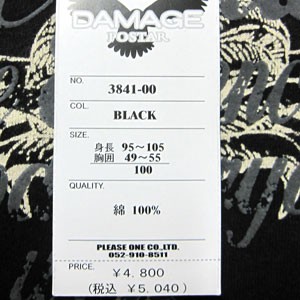 DAMAGE
POSTAR
NO.
3841-00
COL.
BLACK
SIZE.
身長 95〜105
胸囲 49〜55
100
QUALITY.
綿 100%
PLEASE ONE CO.,LTD.
052-910-8511
PRICE.
￥4,800
(税込 ￥5,040)